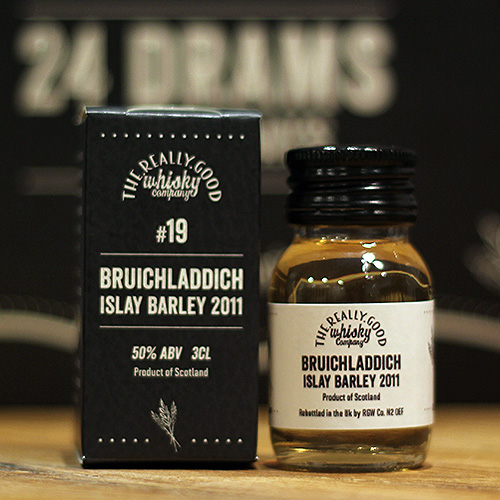 24 DRAMS
THE REALLY GOOD
whisky
company
#19
BRUICHLADDICH
ISLAY BARLEY 2011
50% ABV 3CL
Product of Scotland
THE REALLY GOOD
whisky
Company
BRUICHLADDICH
ISLAY BARLEY 2011
Product of Scotland
Rebottled in the Uk by RGW Co. N2 0EF